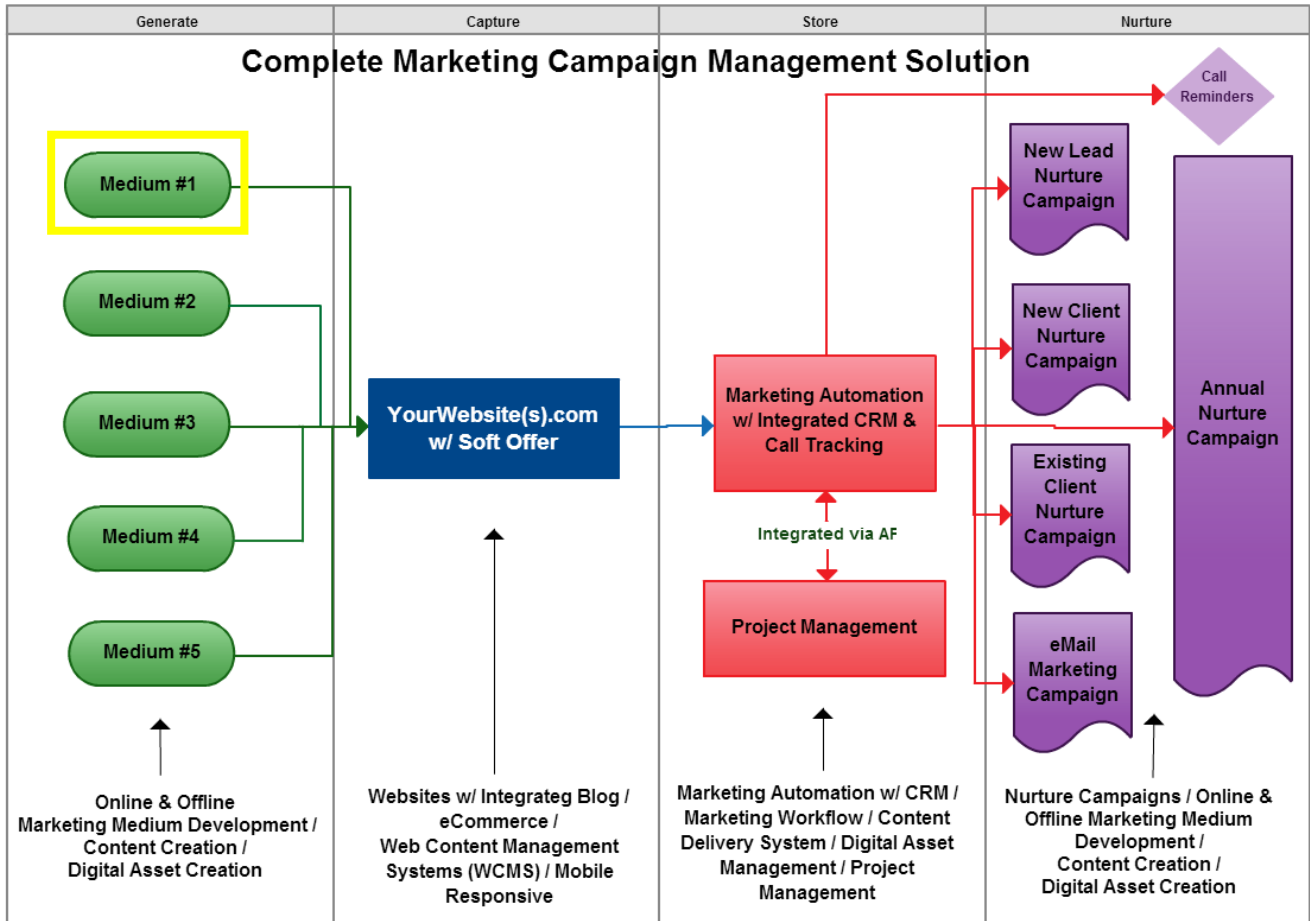 Generate
Capture
Store
Nurture
Complete Marketing Campaign Management Solution
Call
Reminders
Medium #1
Medium #2
Medium #3
Medium #4
Medium #5
YourWebsite(s).com
w/ Soft Offer
Marketing Automation
w/ Integrated CRM &
Call Tracking
Integrated via AF
Project Management
New Lead
Nurture
Campaign
New Client
Nurture
Campaign
Existing
Client
Nurture
Campaign
eMail
Marketing
Campaign
Annual
Nurture
Campaign
Online & Offline
Marketing Medium Development /
Content Creation /
Digital Asset Creation
Websites w/ Integrateg Blog /
eCommerce /
Web Content Management
Systems (WCMS) / Mobile
Responsive
Marketing Automation w/ CRM /
Marketing Workflow / Content
Delivery System / Digital Asset
Management / Project
Management
Nurture Campaigns / Online &
Offline Marketing Medium
Development /
Content Creation /
Digital Asset Creation